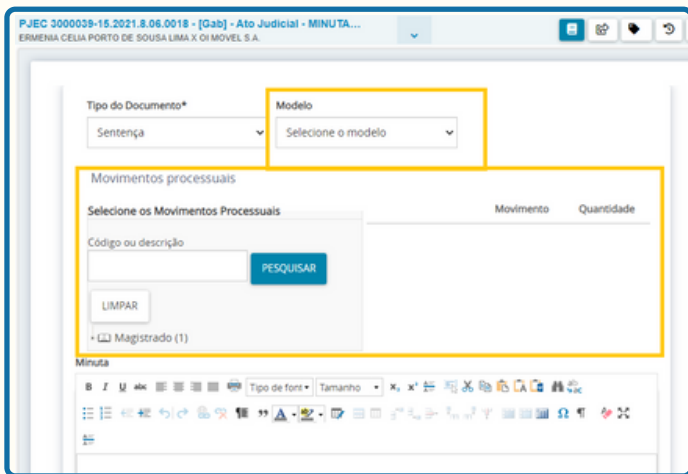 PJEC 3000039-15.2021.8.06.0018 - [Gab] - Ato Judicial - MINUTA...
ERMENIA CELIA PORTO DE SOUSA LIMA X OI MOVEL S.A.
Tipo do Documento*
Modelo
Sentença
Selecione o modelo
Movimentos processuais
Selecione os Movimentos Processuais
Movimento Quantidade
Código ou descrição
PESQUISAR
LIMPAR
Magistrado (1)
Minuta
B I U abc Tipo de font Tamanho